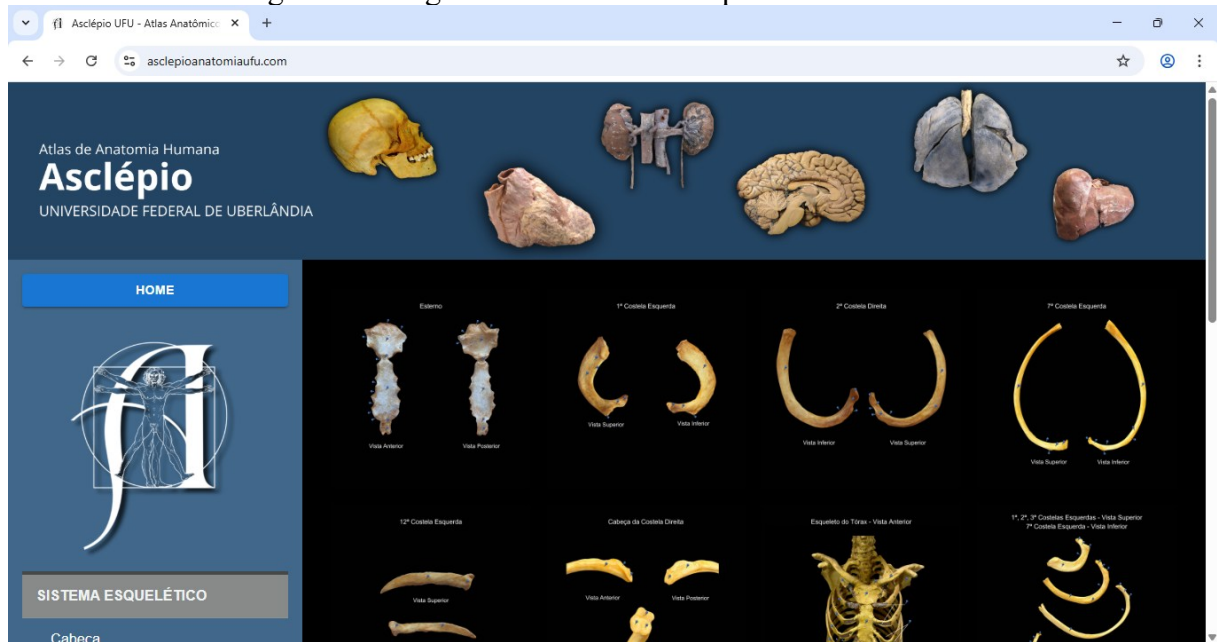 Asclépio UFU - Atlas Anatômico
asclepioanatomiaufu.com
Atlas de Anatomia Humana
Asclépio
UNIVERSIDADE FEDERAL DE UBERLÂNDIA
HOME
SISTEMA ESQUELÉTICO
Cabeça
Esterno
Vista Anterior
Vista Posterior
1ª Costela Esquerda
Vista Superior
Vista Inferior
2ª Costela Direita
Vista Inferior
Vista Superior
7ª Costela Esquerda
Vista Superior
Vista Inferior
12ª Costela Esquerda
Vista Superior
Cabeça da Costela Direita
Vista Anterior
Vista Posterior
Esqueleto do Tórax - Vista Anterior
1ª, 2ª, 3ª Costelas Esquerdas - Vista Superior
7ª Costela Esquerda - Vista Inferior